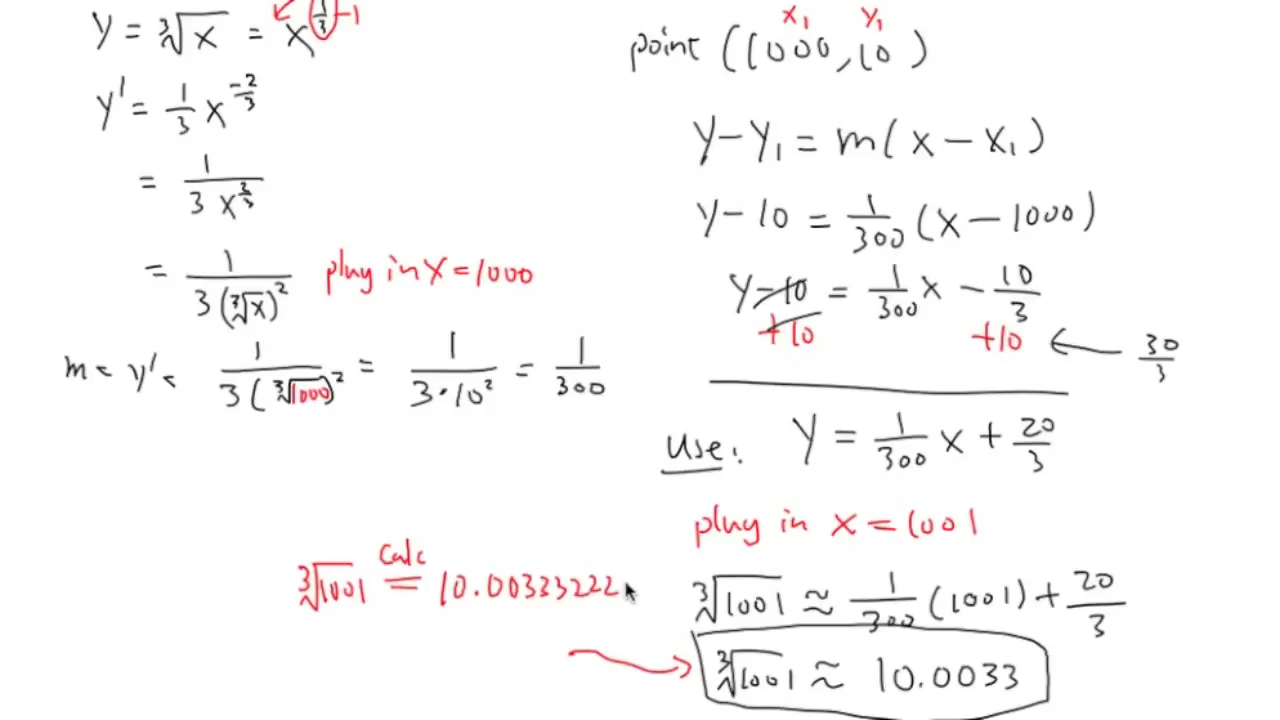 y = ∛x = x^(1/3) -1
y' = 1/3 x^(-2/3)
= 1/(3 x^(2/3))
= 1/(3(∛x)²) plug in x = 1000
m = y' = 1/(3(∛1000)²) = 1/(3·10²) = 1/300
x₁ y₁
point (1000, 10)
y - y₁ = m(x - x₁)
y - 10 = 1/300 (x - 1000)
y - 10 = 1/300 x - 10/3
+10 +10 ← 30/3
Use: y = 1/300 x + 20/3
plug in x = 1001
∛1001 ≈ 1/300 (1001) + 20/3
∛1001 ≈ 10.0033
calc
∛1001 = 10.00333222